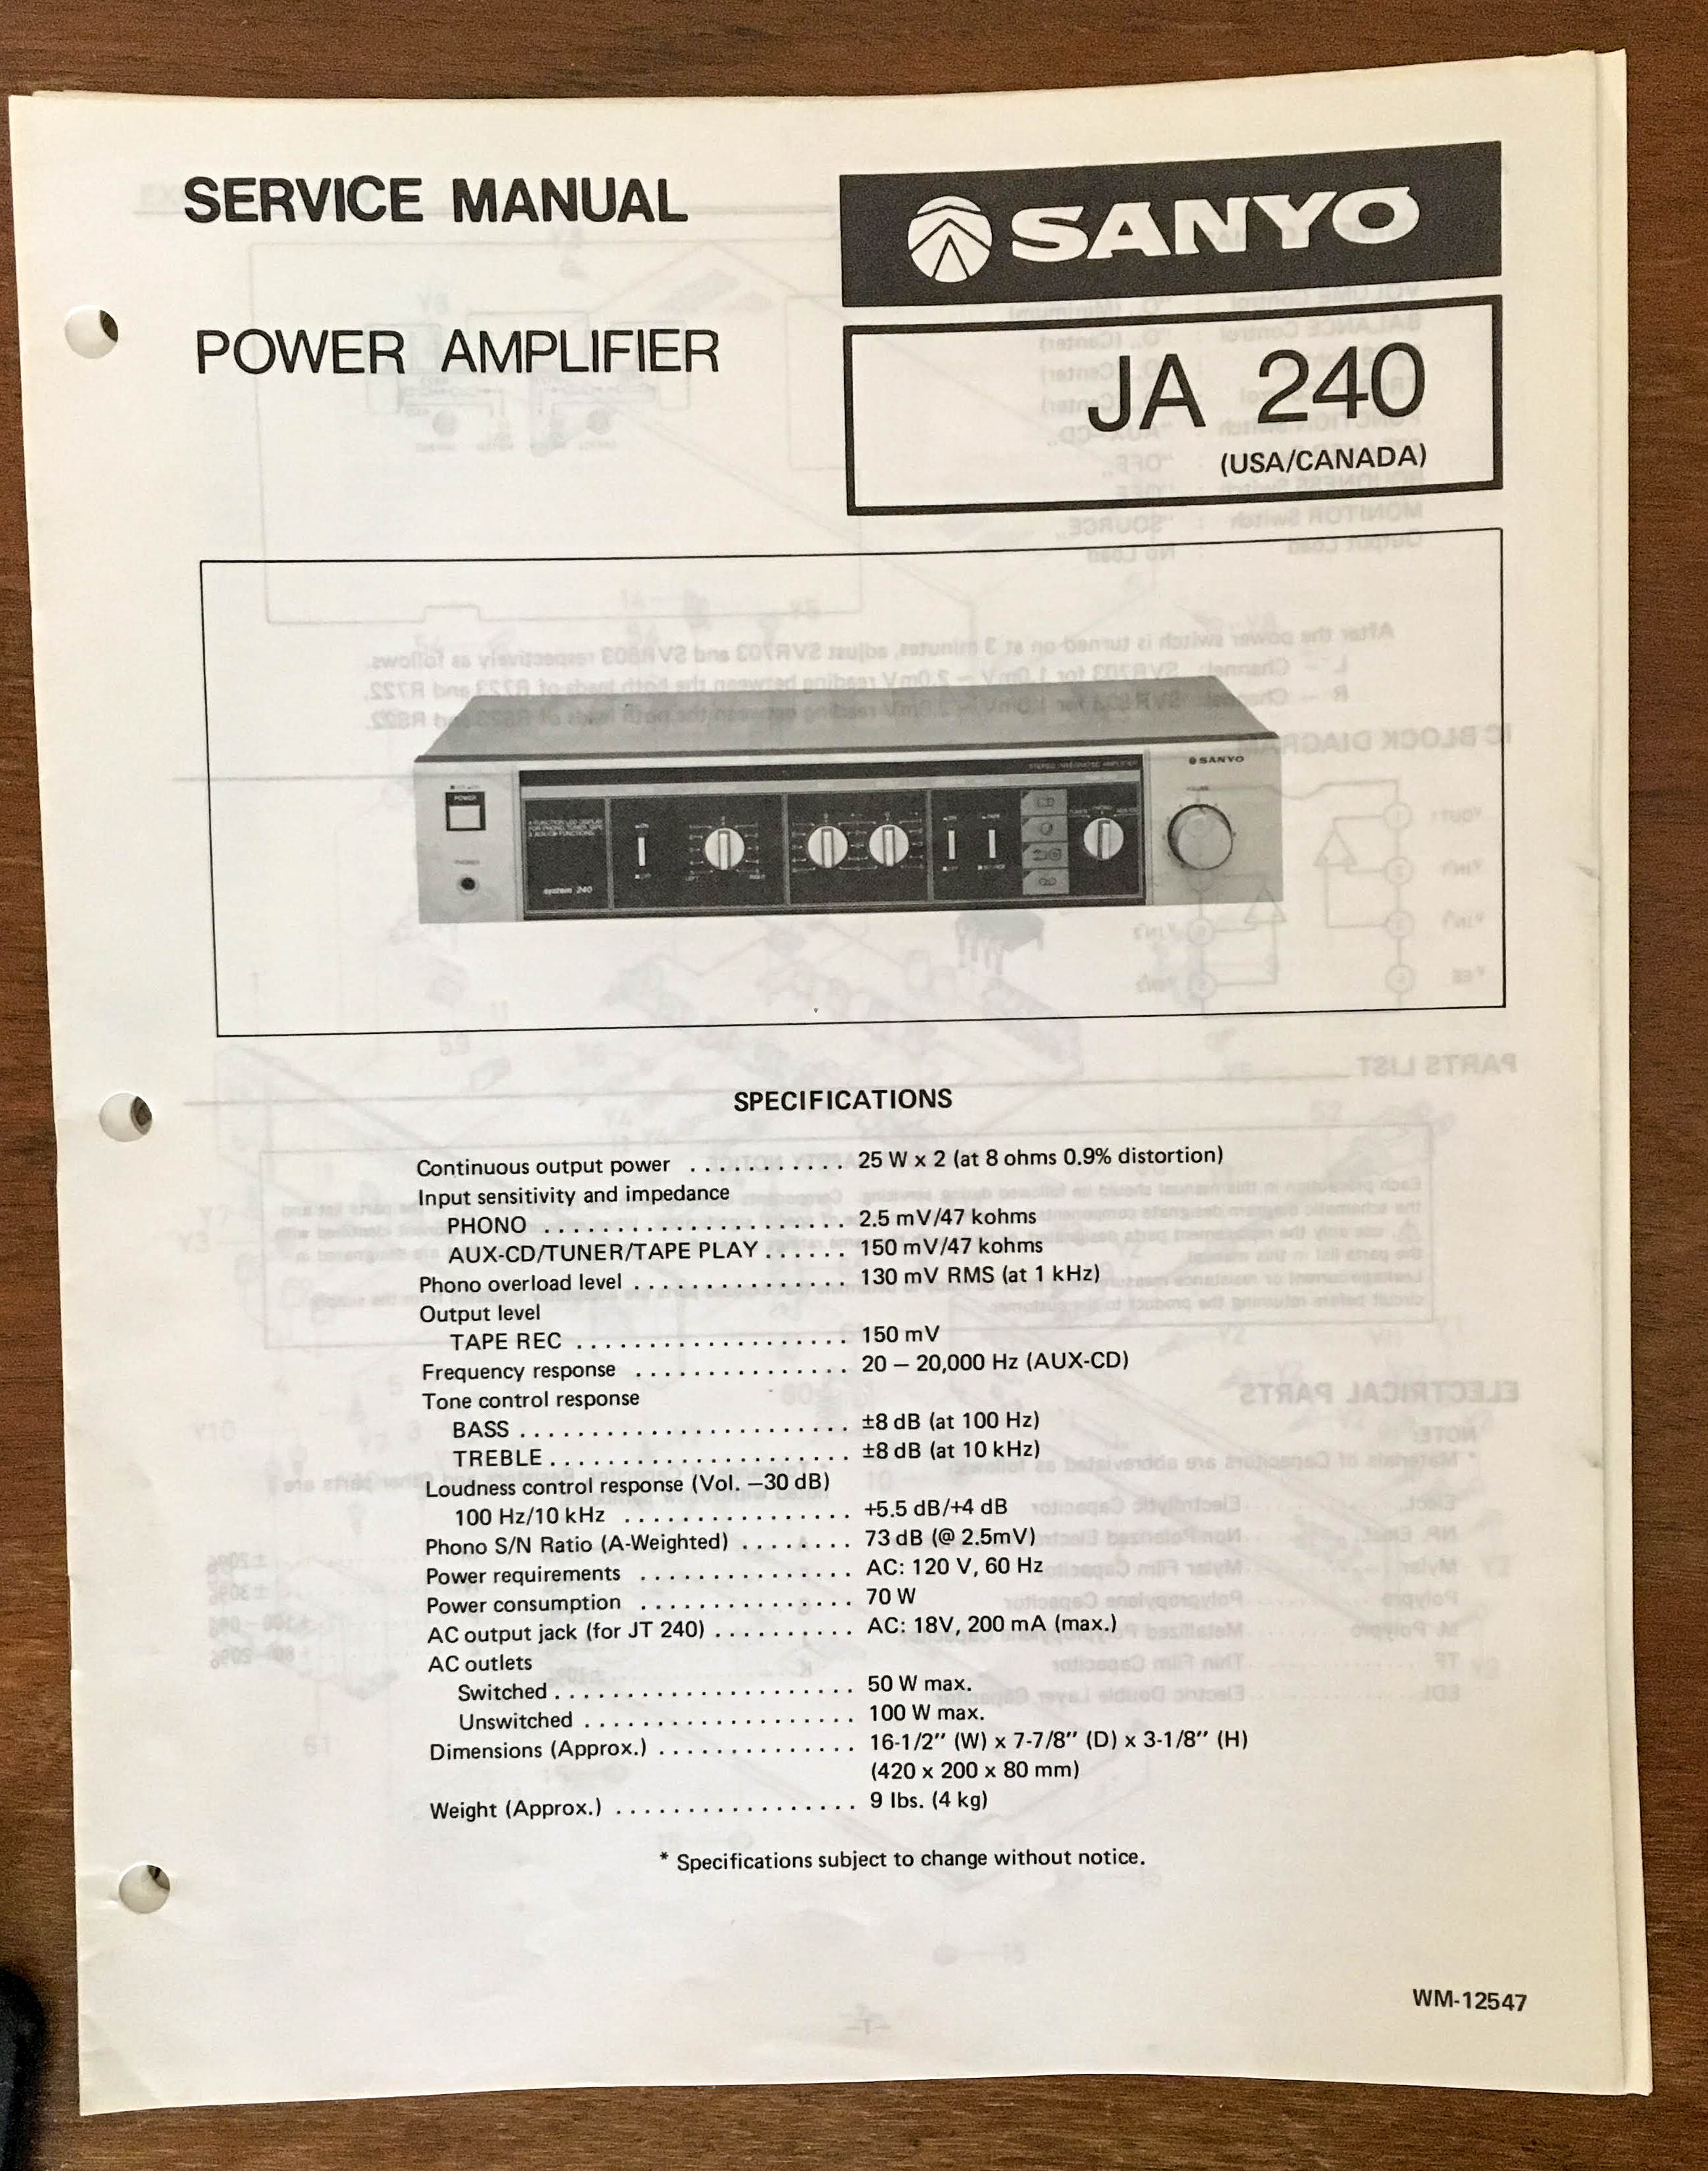 SERVICE MANUAL
SANYO
POWER AMPLIFIER
JA 240
(USA/CANADA)
SANYO
POWER
PHONES
system 240
SPECIFICATIONS
Continuous output power ........... 25 W x 2 (at 8 ohms 0.9% distortion)
Input sensitivity and impedance
PHONO ...................... 2.5 mV/47 kohms
AUX-CD/TUNER/TAPE PLAY ...... 150 mV/47 kohms
Phono overload level ............... 130 mV RMS (at 1 kHz)
Output level
TAPE REC .................... 150 mV
Frequency response ............... 20 – 20,000 Hz (AUX-CD)
Tone control response
BASS ........................ ±8 dB (at 100 Hz)
TREBLE ...................... ±8 dB (at 10 kHz)
Loudness control response (Vol. –30 dB)
100 Hz/10 kHz ................. +5.5 dB/+4 dB
Phono S/N Ratio (A-Weighted) ........ 73 dB (@ 2.5mV)
Power requirements ............... AC: 120 V, 60 Hz
Power consumption ............... 70 W
AC output jack (for JT 240) .......... AC: 18V, 200 mA (max.)
AC outlets
Switched ...................... 50 W max.
Unswitched .................... 100 W max.
Dimensions (Approx.) .............. 16-1/2" (W) x 7-7/8" (D) x 3-1/8" (H)
(420 x 200 x 80 mm)
Weight (Approx.) ................. 9 lbs. (4 kg)
* Specifications subject to change without notice.
WM-12547